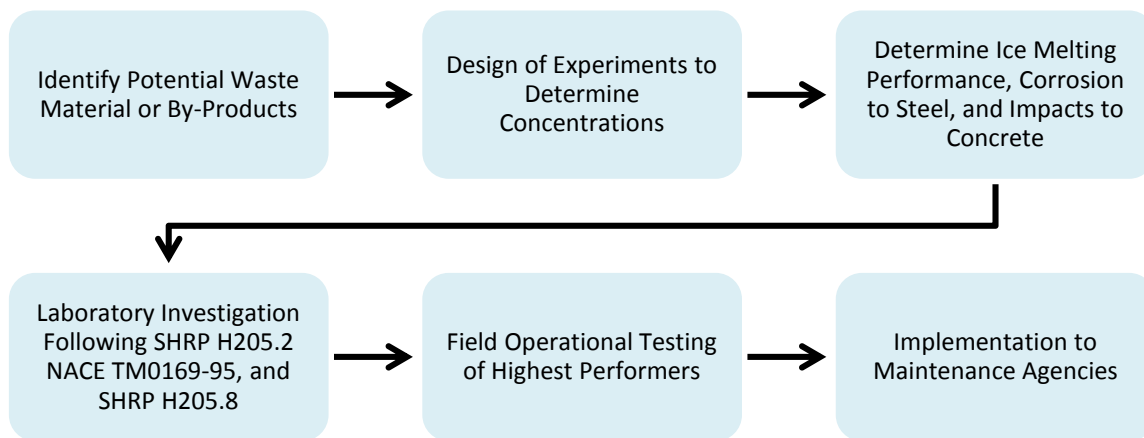 Identify Potential Waste
Material or By-Products
Design of Experiments to
Determine
Concentrations
Determine Ice Melting
Performance, Corrosion
to Steel, and Impacts to
Concrete
Laboratory Investigation
Following SHRP H205.2
NACE TM0169-95, and
SHRP H205.8
Field Operational Testing
of Highest Performers
Implementation to
Maintenance Agencies